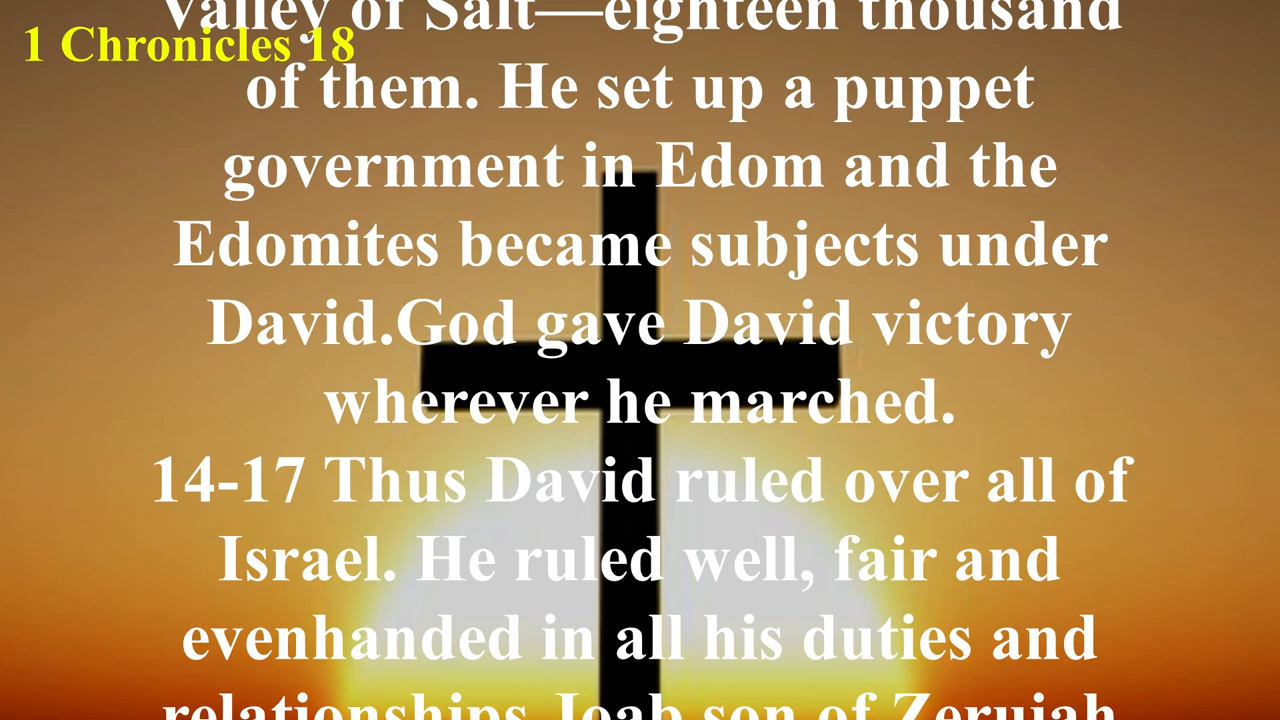 1 Chronicles 18
Valley of Salt—eighteen thousand
of them. He set up a puppet
government in Edom and the
Edomites became subjects under
David.God gave David victory
wherever he marched.
14-17 Thus David ruled over all of
Israel. He ruled well, fair and
evenhanded in all his duties and
relationships.Joab son of Zeruiah